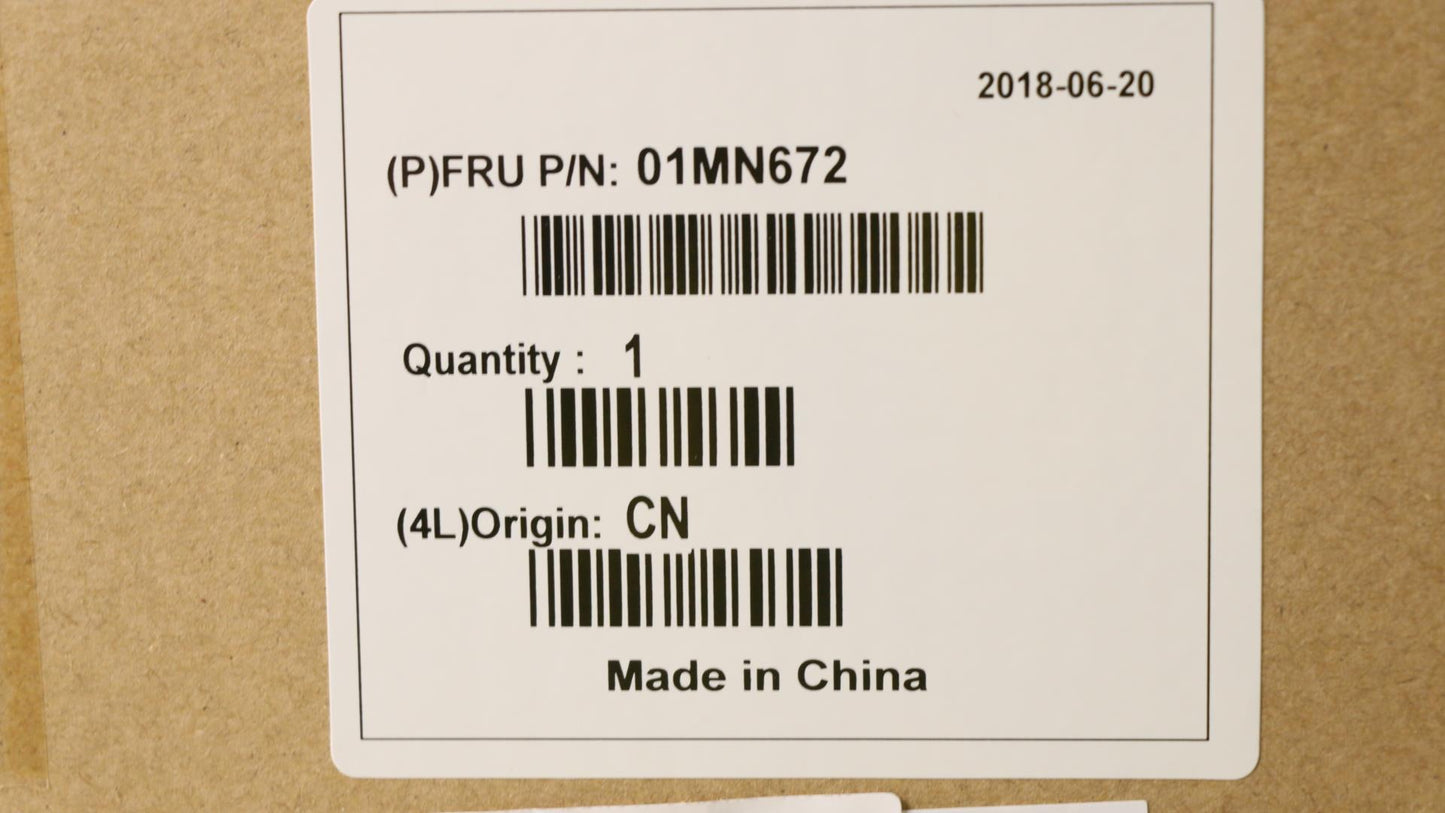 2018-06-20
(P)FRU P/N: 01MN672
Quantity : 1
(4L)Origin: CN
Made in China